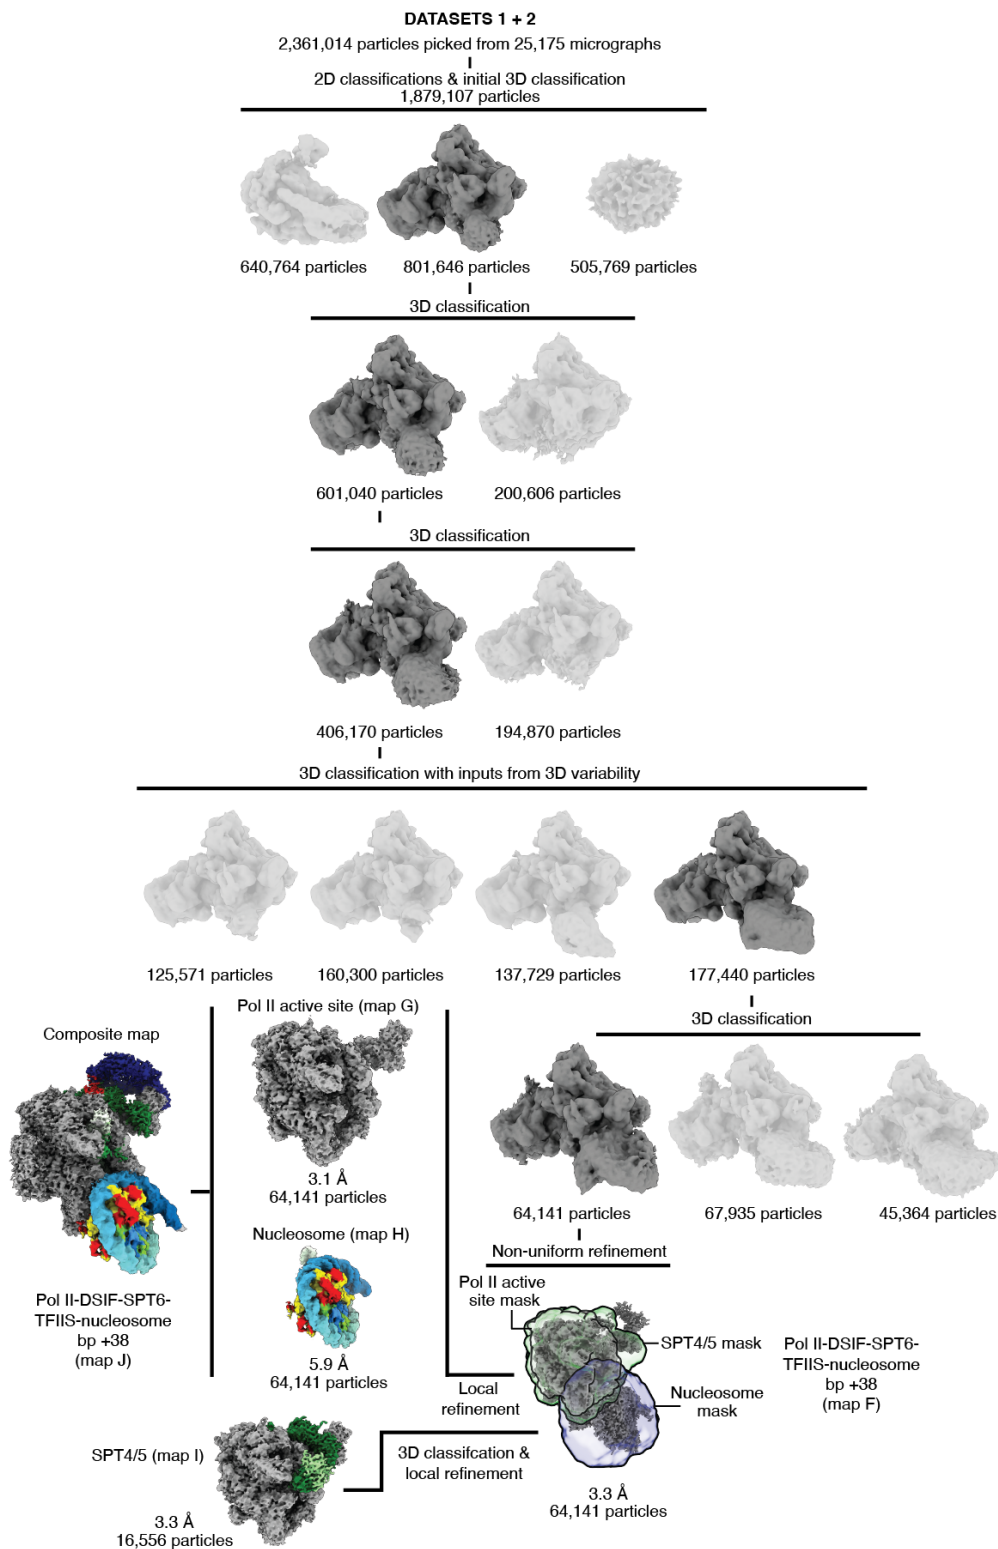 DATASETS 1 + 2
2,361,014 particles picked from 25,175 micrographs
2D classifications & initial 3D classification
1,879,107 particles
640,764 particles
801,646 particles
505,769 particles
3D classification
601,040 particles
200,606 particles
3D classification
406,170 particles
194,870 particles
3D classification with inputs from 3D variability
125,571 particles
160,300 particles
137,729 particles
177,440 particles
3D classification
64,141 particles
67,935 particles
45,364 particles
Non-uniform refinement
Pol II active
site mask
SPT4/5 mask
Nucleosome
mask
Pol II-DSIF-SPT6-
TFIIS-nucleosome
bp +38
(map F)
3.3 Å
64,141 particles
Local
refinement
Pol II active site (map G)
3.1 Å
64,141 particles
Nucleosome (map H)
5.9 Å
64,141 particles
Composite map
Pol II-DSIF-SPT6-
TFIIS-nucleosome
bp +38
(map J)
3D classifcation &
local refinement
SPT4/5 (map I)
3.3 Å
16,556 particles